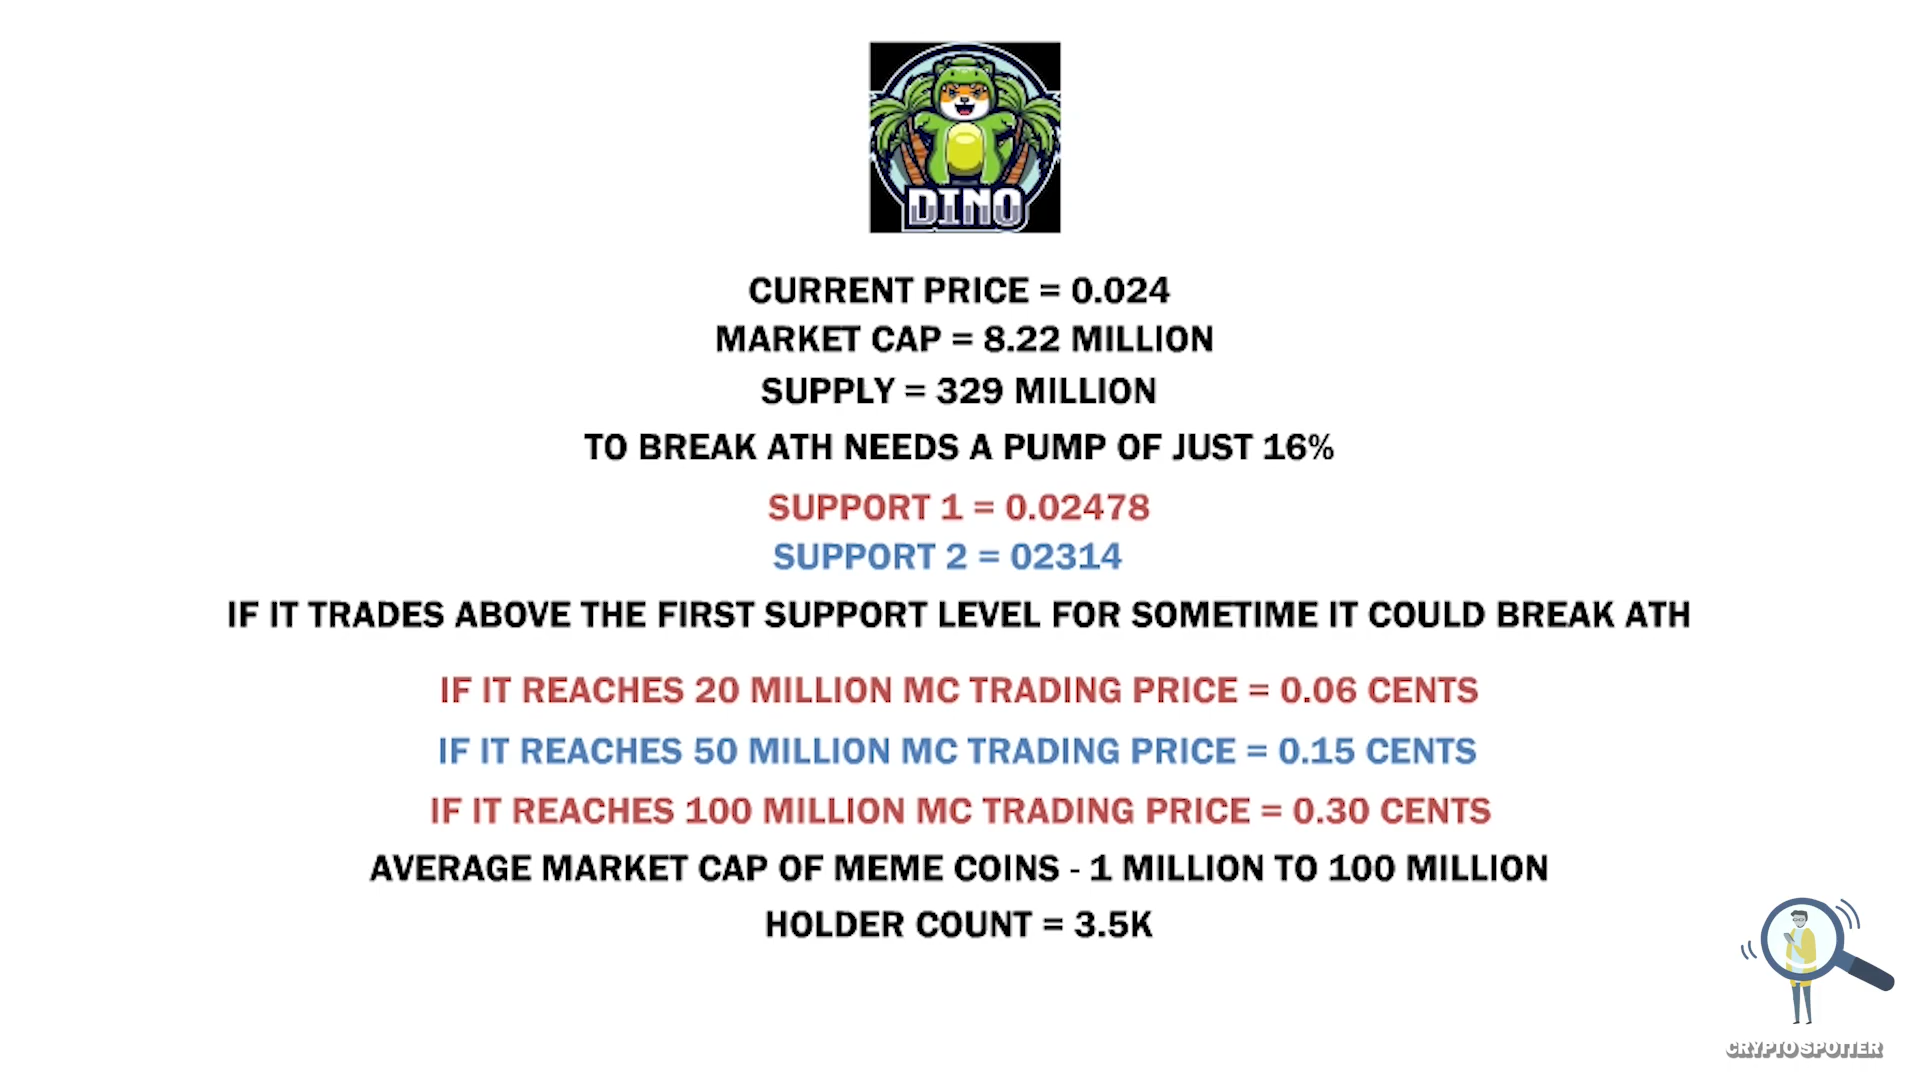 DINO
CURRENT PRICE = 0.024
MARKET CAP = 8.22 MILLION
SUPPLY = 329 MILLION
TO BREAK ATH NEEDS A PUMP OF JUST 16%
SUPPORT 1 = 0.02478
SUPPORT 2 = 02314
IF IT TRADES ABOVE THE FIRST SUPPORT LEVEL FOR SOMETIME IT COULD BREAK ATH
IF IT REACHES 20 MILLION MC TRADING PRICE = 0.06 CENTS
IF IT REACHES 50 MILLION MC TRADING PRICE = 0.15 CENTS
IF IT REACHES 100 MILLION MC TRADING PRICE = 0.30 CENTS
AVERAGE MARKET CAP OF MEME COINS - 1 MILLION TO 100 MILLION
HOLDER COUNT = 3.5K
CRYPTO SPOTTER